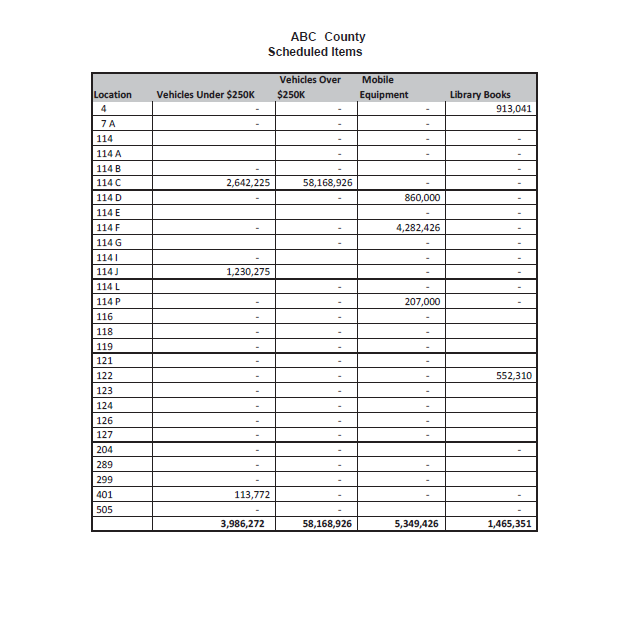 ABC County
Scheduled Items
Vehicles Over Mobile
Location Vehicles Under $250K $250K Equipment Library Books
4 - - - 913,041
7 A - - -
114 - - -
114 A - - -
114 B - - - -
114 C 2,642,225 58,168,926 - -
114 D - - 860,000 -
114 E - -
114 F - - 4,282,426 -
114 G - - -
114 I - - -
114 J 1,230,275 - -
114 L - - -
114 P - - 207,000 -
116 - - -
118 - - -
119 - - -
121 - - -
122 - - - 552,310
123 - - -
124 - - -
126 - - -
127 - - -
204 - - -
289 - - -
299 - - -
401 113,772 - - -
505 - - -
3,986,272 58,168,926 5,349,426 1,465,351